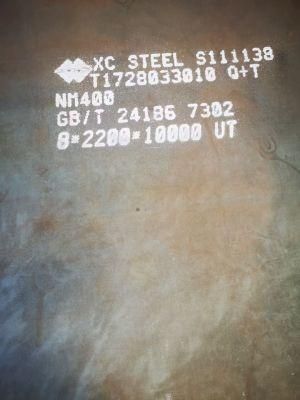 XC STEEL S111138
T1728033010 Q+T
NM400
GB/T 24186 7302
8*2200*10000 UT